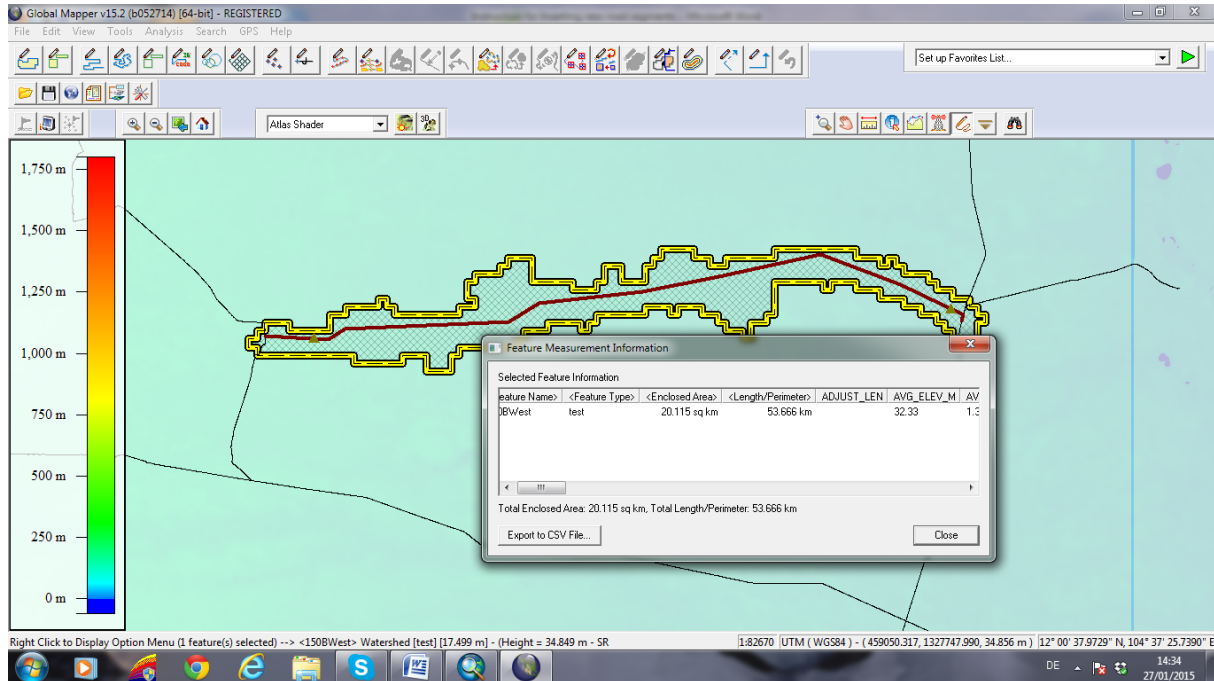 Global Mapper v15.2 (b052714) [64-bit] - REGISTERED
File Edit View Tools Analysis Search GPS Help
Set up Favorites List...
Atlas Shader
1,750 m
1,500 m
1,250 m
1,000 m
750 m
500 m
250 m
0 m
Feature Measurement Information
Selected Feature Information
eature Name> <Feature Type> <Enclosed Area> <Length/Perimeter> ADJUST_LEN AVG_ELEV_M AV
0BWest test 20.115 sq km 53.666 km 32.33 1.3
Total Enclosed Area: 20.115 sq km, Total Length/Perimeter: 53.666 km
Export to CSV File... Close
Right Click to Display Option Menu (1 feature(s) selected) --> <150BWest> Watershed [test] [17.499 m] - (Height = 34.849 m - SR
1:82670 UTM ( WGS84 ) - ( 459050.317, 1327747.990, 34.856 m ) 12° 00' 37.9729" N, 104° 37' 25.7390" E
DE 14:34
27/01/2015